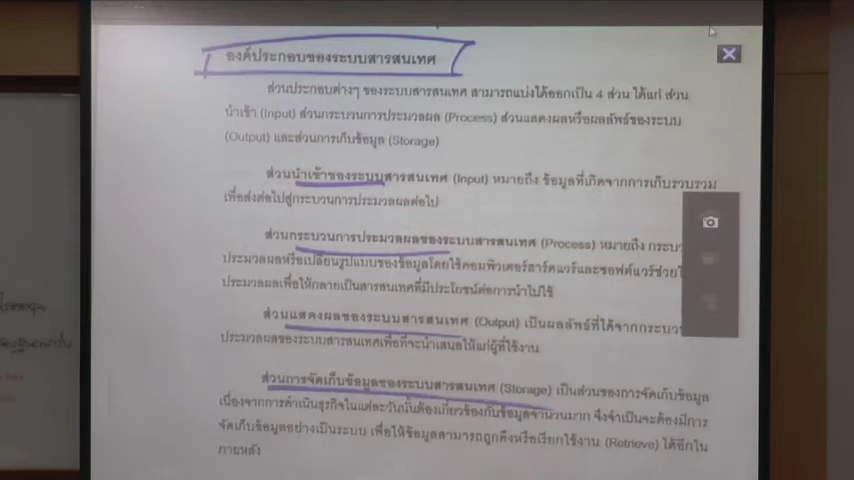 องค์ประกอบของระบบสารสนเทศ
ส่วนประกอบต่างๆ ของระบบสารสนเทศ สามารถแบ่งได้ออกเป็น 4 ส่วน ได้แก่ ส่วน
นำเข้า (Input) ส่วนกระบวนการประมวลผล (Process) ส่วนแสดงผลหรือผลลัพธ์ของระบบ
(Output) และส่วนการเก็บข้อมูล (Storage)
ส่วนนำเข้าของระบบสารสนเทศ (Input) หมายถึง ข้อมูลที่เกิดจากการเก็บรวบรวม
เพื่อส่งต่อไปสู่กระบวนการประมวลผลต่อไป
ส่วนกระบวนการประมวลผลของระบบสารสนเทศ (Process) หมายถึง กระบว
ประมวลผลหรือเปลี่ยนรูปแบบของข้อมูลโดยใช้คอมพิวเตอร์ฮาร์ดแวร์และซอฟต์แวร์ช่วย
ประมวลผลเพื่อให้กลายเป็นสารสนเทศที่มีประโยชน์ต่อการนำไปใช้
ส่วนแสดงผลของระบบสารสนเทศ (Output) เป็นผลลัพธ์ที่ได้จากกระบวน
ประมวลผลของระบบสารสนเทศเพื่อที่จะนำเสนอให้แก่ผู้ที่ใช้งาน
ส่วนการจัดเก็บข้อมูลของระบบสารสนเทศ (Storage) เป็นส่วนของการจัดเก็บข้อมูล
เนื่องจากการดำเนินธุรกิจในแต่ละวันนั้นต้องเกี่ยวข้องกับข้อมูลจำนวนมาก จึงจำเป็นจะต้องมีการ
จัดเก็บข้อมูลอย่างเป็นระบบ เพื่อให้ข้อมูลสามารถถูกดึงหรือเรียกใช้งาน (Retrieve) ได้อีกใน
ภายหลัง